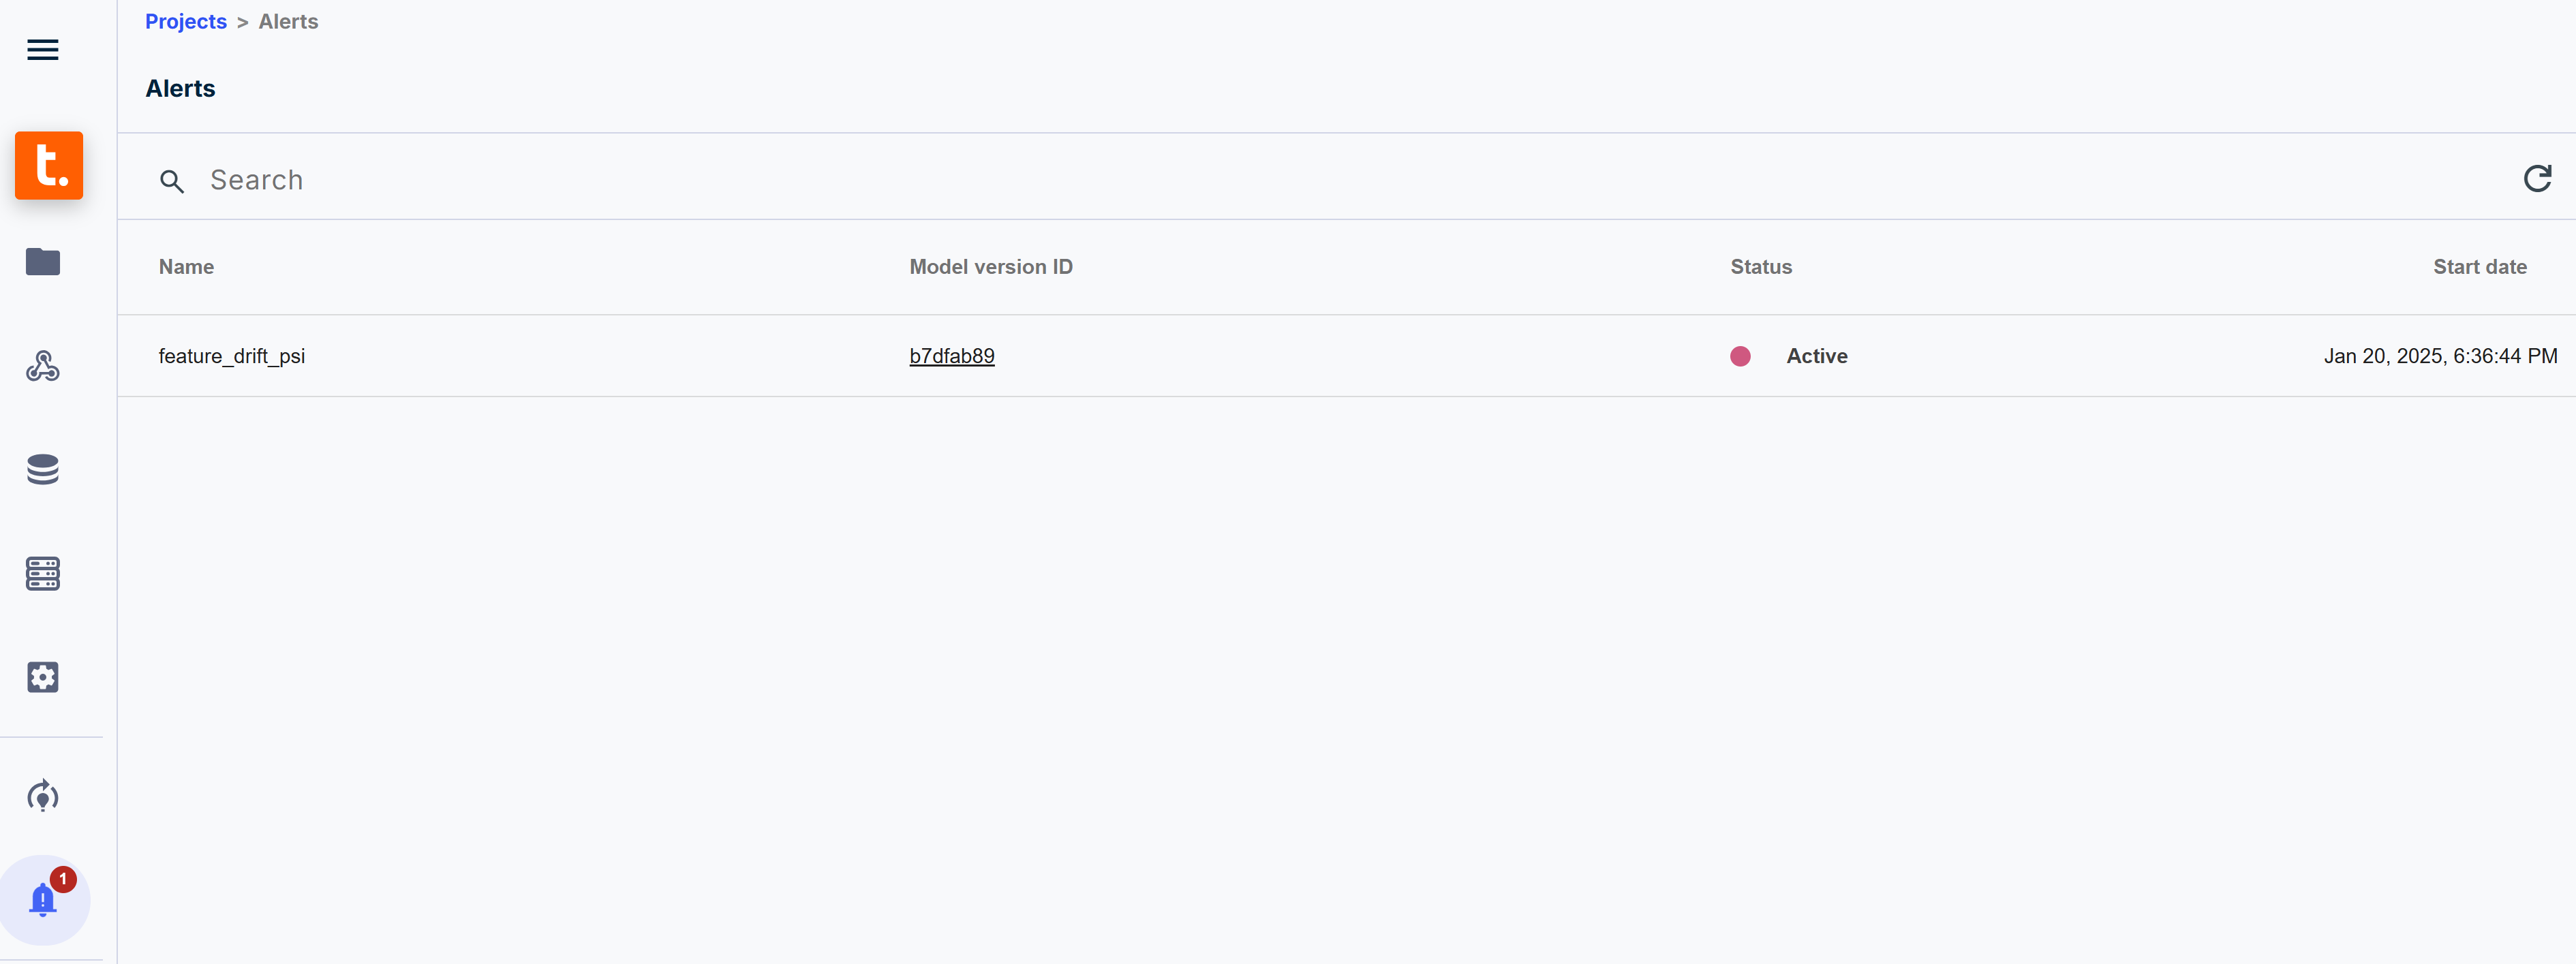 Projects > Alerts
Alerts
t.
Search
Name Model version ID Status Start date
feature_drift_psi b7dfab89 Active Jan 20, 2025, 6:36:44 PM
1